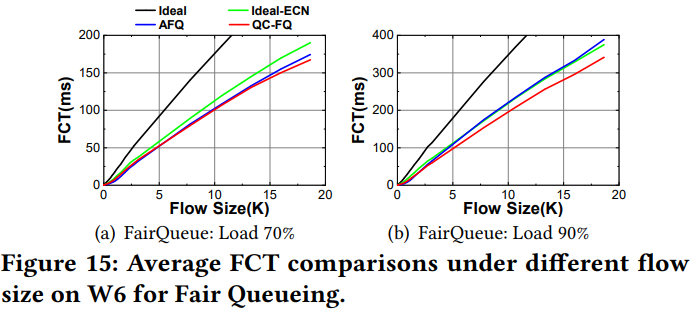 Ideal Ideal-ECN
AFQ QC-FQ
200
150
100
50
0
FCT(ms)
0 5 10 15 20
Flow Size(K)
(a) FairQueue: Load 70%
400
300
200
100
0
FCT(ms)
0 5 10 15 20
Flow Size(K)
(b) FairQueue: Load 90%
Figure 15: Average FCT comparisons under different flow
size on W6 for Fair Queueing.